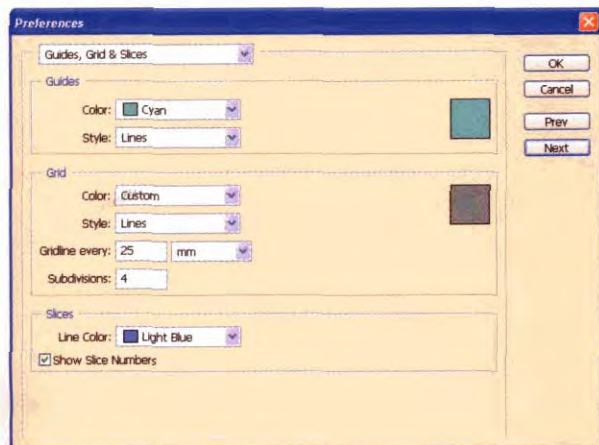 Preferences
Guides, Grid & Slices
OK
Cancel
Prev
Next
Guides
Color: Cyan
Style: Lines
Grid
Color: Custom
Style: Lines
Gridline every: 25 mm
Subdivisions: 4
Slices
Line Color: Light Blue
Show Slice Numbers